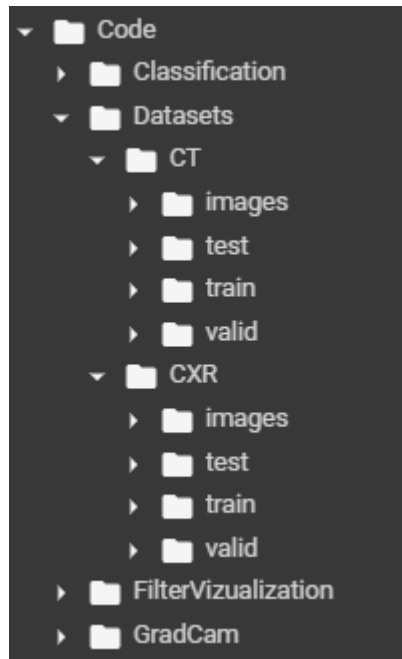 Code
Classification
Datasets
CT
images
test
train
valid
CXR
images
test
train
valid
FilterVizualization
GradCam